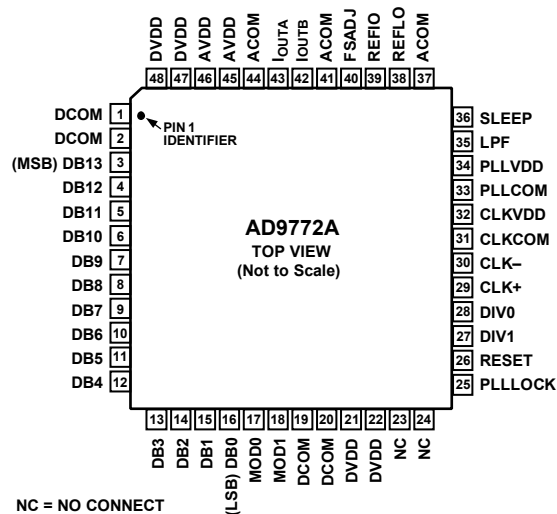 DVDD DVDD AVDD AVDD ACOM IOUTA IOUTB ACOM FSADJ REFIO REFLO ACOM
48 47 46 45 44 43 42 41 40 39 38 37
DCOM 1
DCOM 2
(MSB) DB13 3
DB12 4
DB11 5
DB10 6
DB9 7
DB8 8
DB7 9
DB6 10
DB5 11
DB4 12
PIN 1
IDENTIFIER
AD9772A
TOP VIEW
(Not to Scale)
36 SLEEP
35 LPF
34 PLLVDD
33 PLLCOM
32 CLKVDD
31 CLKCOM
30 CLK–
29 CLK+
28 DIV0
27 DIV1
26 RESET
25 PLLLOCK
13 14 15 16 17 18 19 20 21 22 23 24
DB3 DB2 DB1 (LSB) DB0 MOD0 MOD1 DCOM DCOM DVDD DVDD NC NC
NC = NO CONNECT